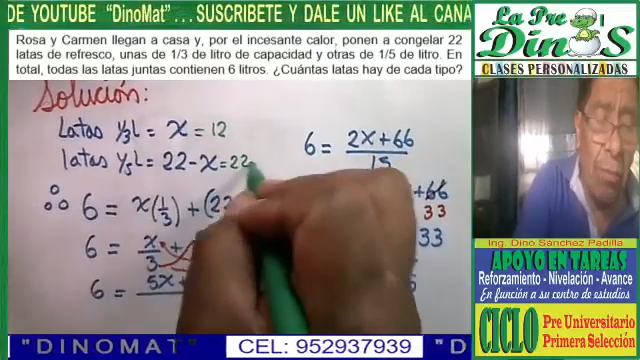 DE YOUTUBE "DinoMat"... SUSCRIBETE Y DALE UN LIKE AL CANA
La Pre
DinoS
CLASES PERSONALIZADAS
Rosa y Carmen llegan a casa y, por el incesante calor, ponen a congelar 22
latas de refresco, unas de 1/3 de litro de capacidad y otras de 1/5 de litro. En
total, todas las latas juntas contienen 6 litros. ¿Cuántas latas hay de cada tipo?
Solución:
Latas 1/3 L = x = 12
latas 1/5 L = 22 - x = 22
∴ 6 = x(1/3) + (22
6 = x/3 +
6 = 5x
6 = 2x + 66 / 15
+ 66
33
33
Ing. Dino Sánchez Padilla
APOYO EN TAREAS
Reforzamiento - Nivelación - Avance
En función a su centro de estudios
CICLO Pre Universitario
Primera Selección
"DINOMAT" CEL: 952937939 "D